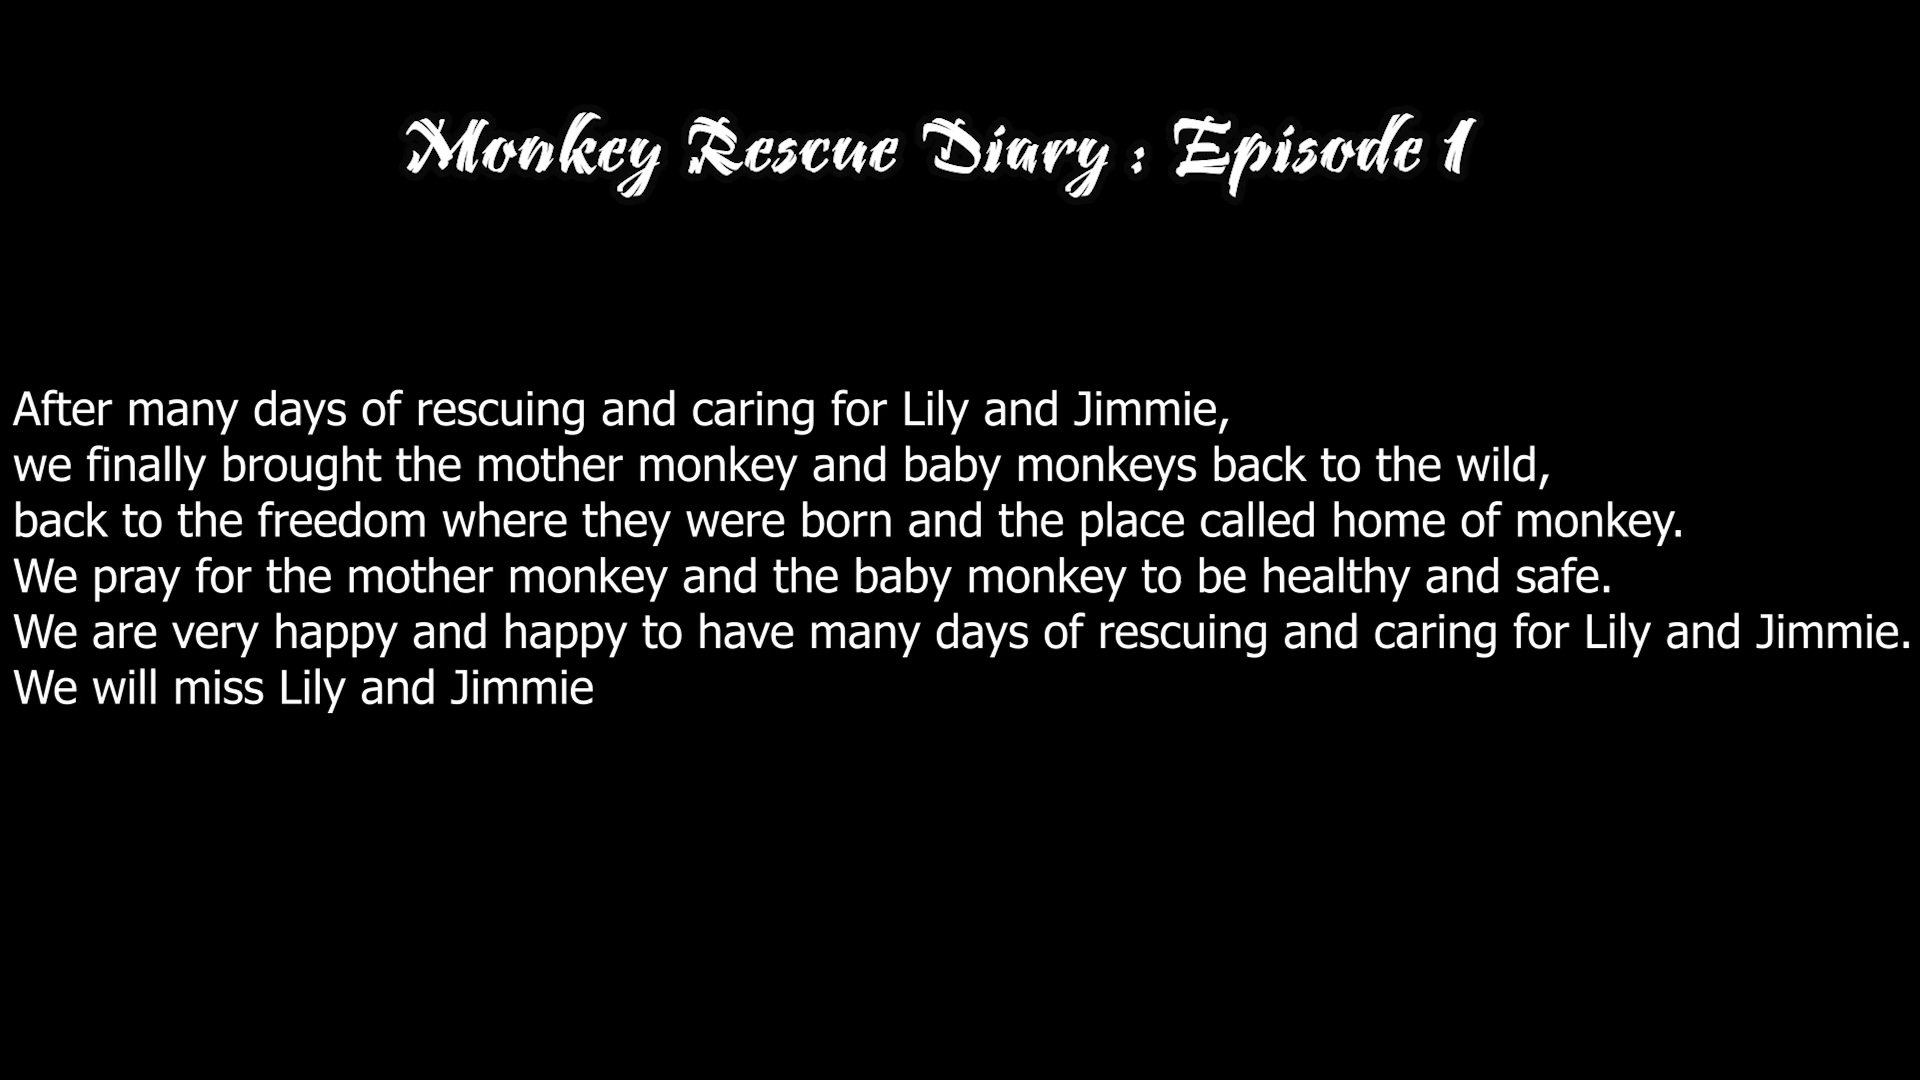 Monkey Rescue Diary : Episode 1
After many days of rescuing and caring for Lily and Jimmie,
we finally brought the mother monkey and baby monkeys back to the wild,
back to the freedom where they were born and the place called home of monkey.
We pray for the mother monkey and the baby monkey to be healthy and safe.
We are very happy and happy to have many days of rescuing and caring for Lily and Jimmie.
We will miss Lily and Jimmie